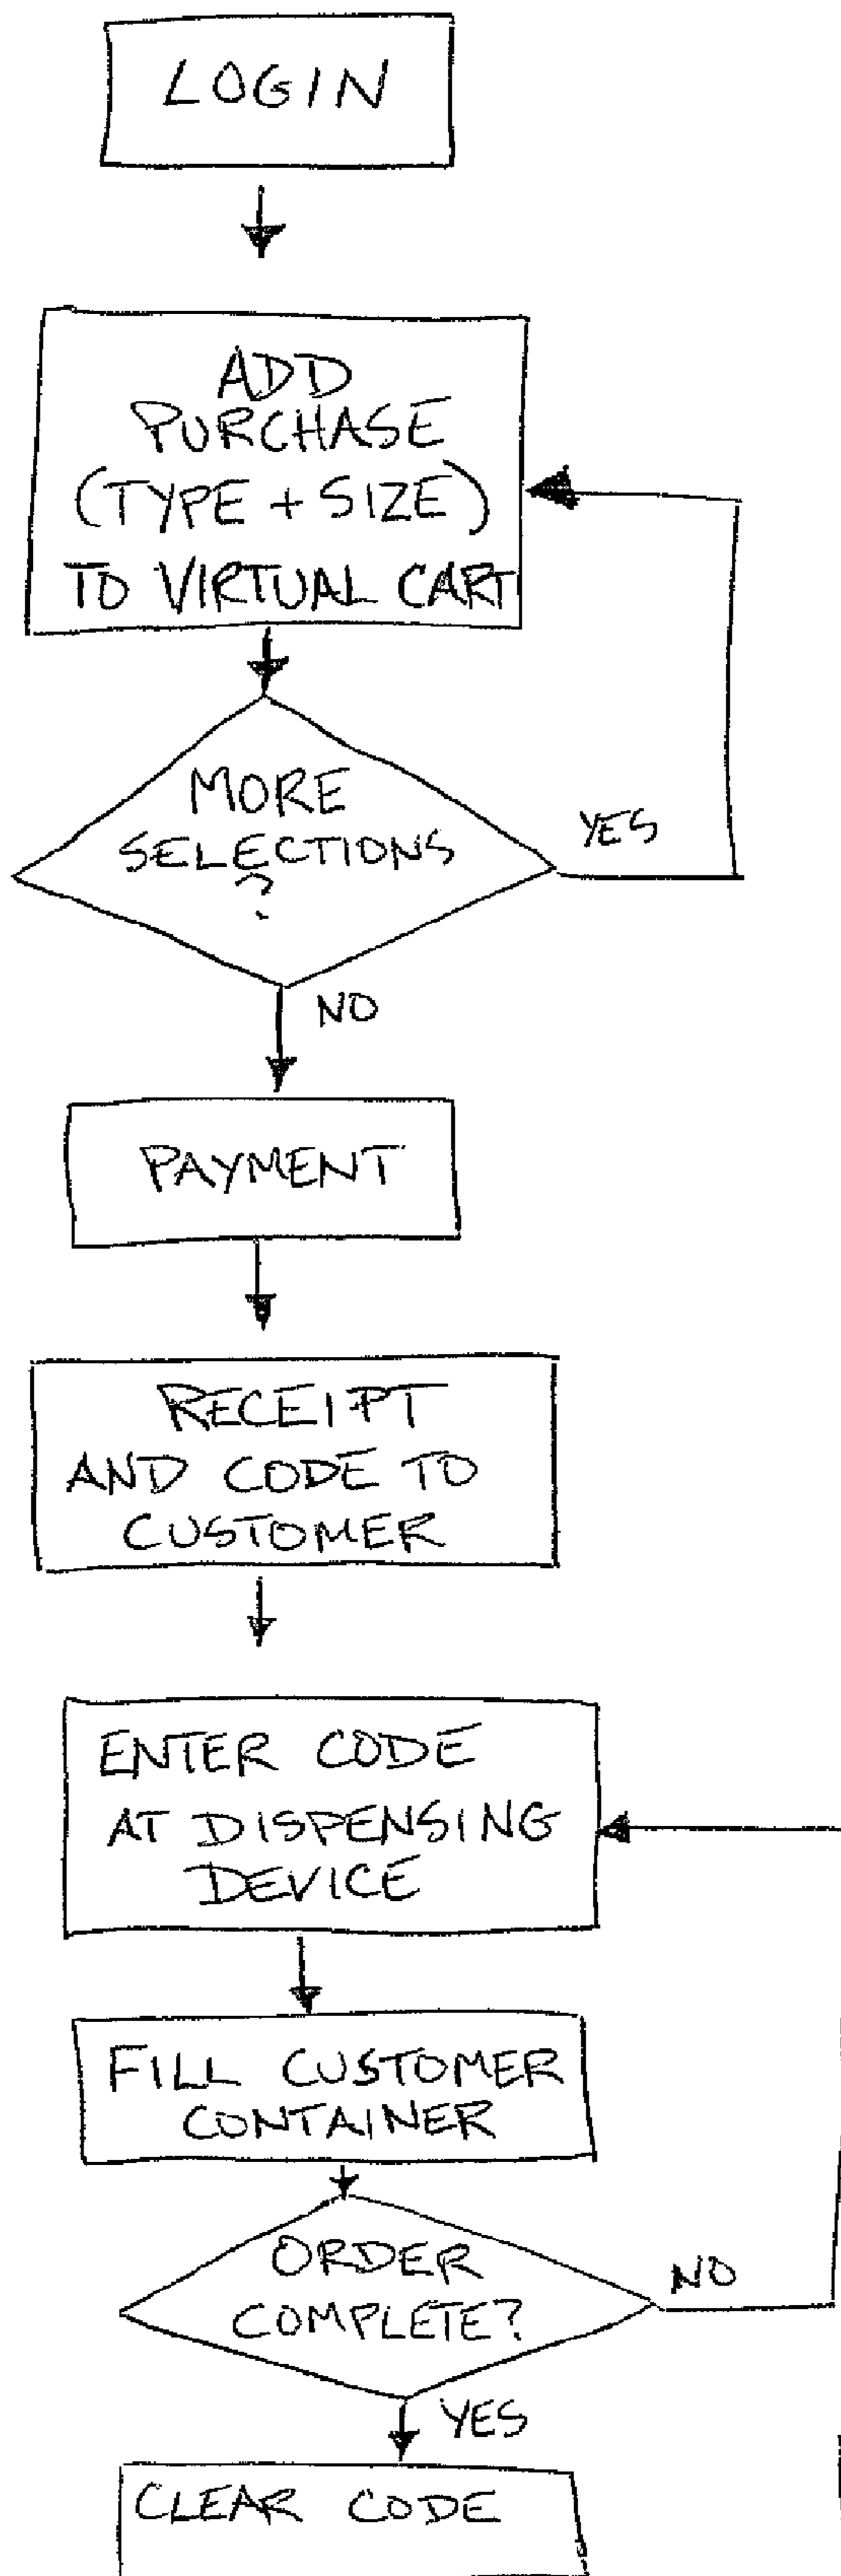 LOGIN
ADD
PURCHASE
(TYPE + SIZE)
TO VIRTUAL CART
MORE
SELECTIONS
?
YES
NO
PAYMENT
RECEIPT
AND CODE TO
CUSTOMER
ENTER CODE
AT DISPENSING
DEVICE
FILL CUSTOMER
CONTAINER
ORDER
COMPLETE?
NO
YES
CLEAR CODE